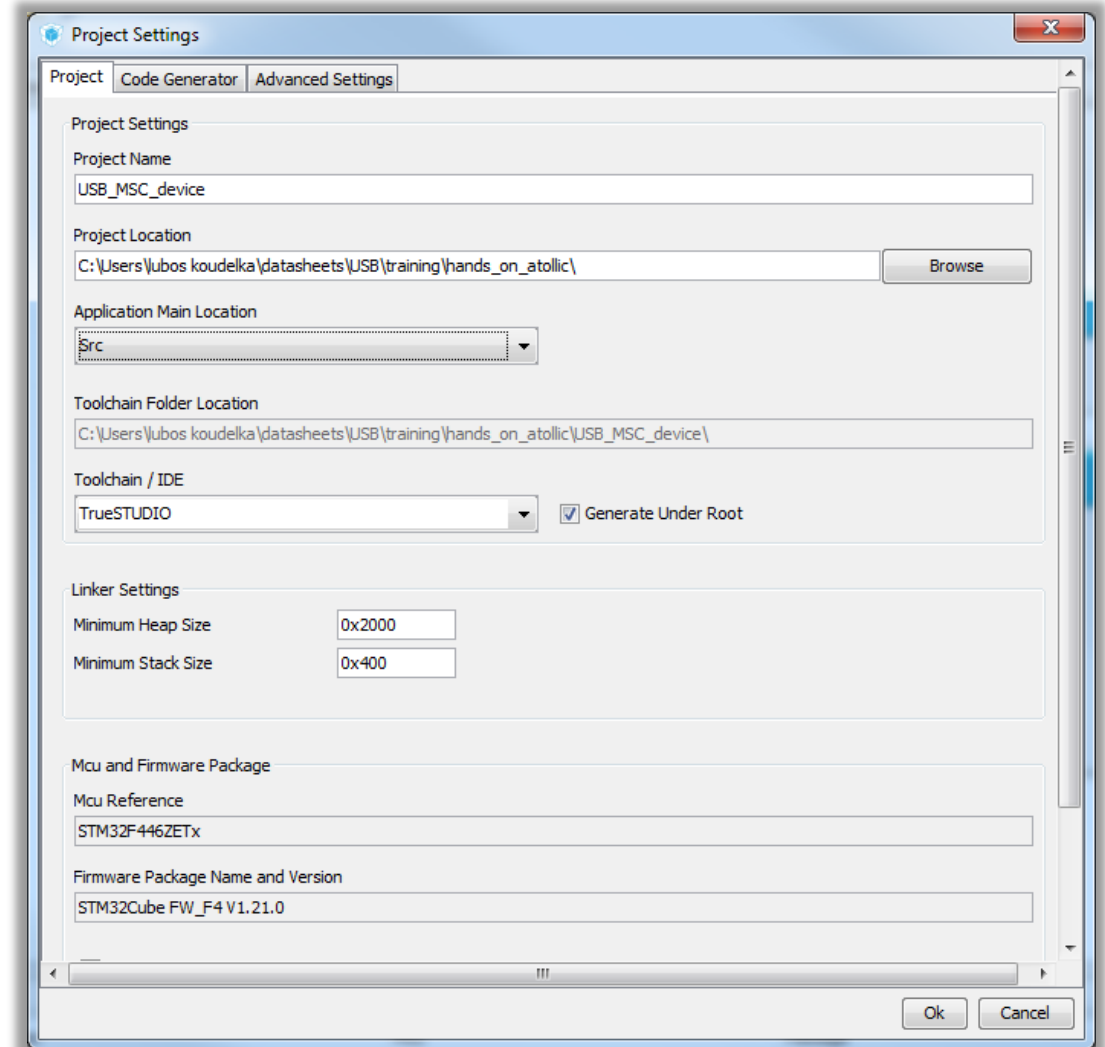 Project Settings
Project Code Generator Advanced Settings
Project Settings
Project Name
USB_MSC_device
Project Location
C:\Users\lubos koudelka\datasheets\USB\training\hands_on_atollic\
Browse
Application Main Location
Src
Toolchain Folder Location
C:\Users\lubos koudelka\datasheets\USB\training\hands_on_atollic\USB_MSC_device\
Toolchain / IDE
TrueSTUDIO
Generate Under Root
Linker Settings
Minimum Heap Size 0x2000
Minimum Stack Size 0x400
Mcu and Firmware Package
Mcu Reference
STM32F446ZETx
Firmware Package Name and Version
STM32Cube FW_F4 V1.21.0
Ok Cancel